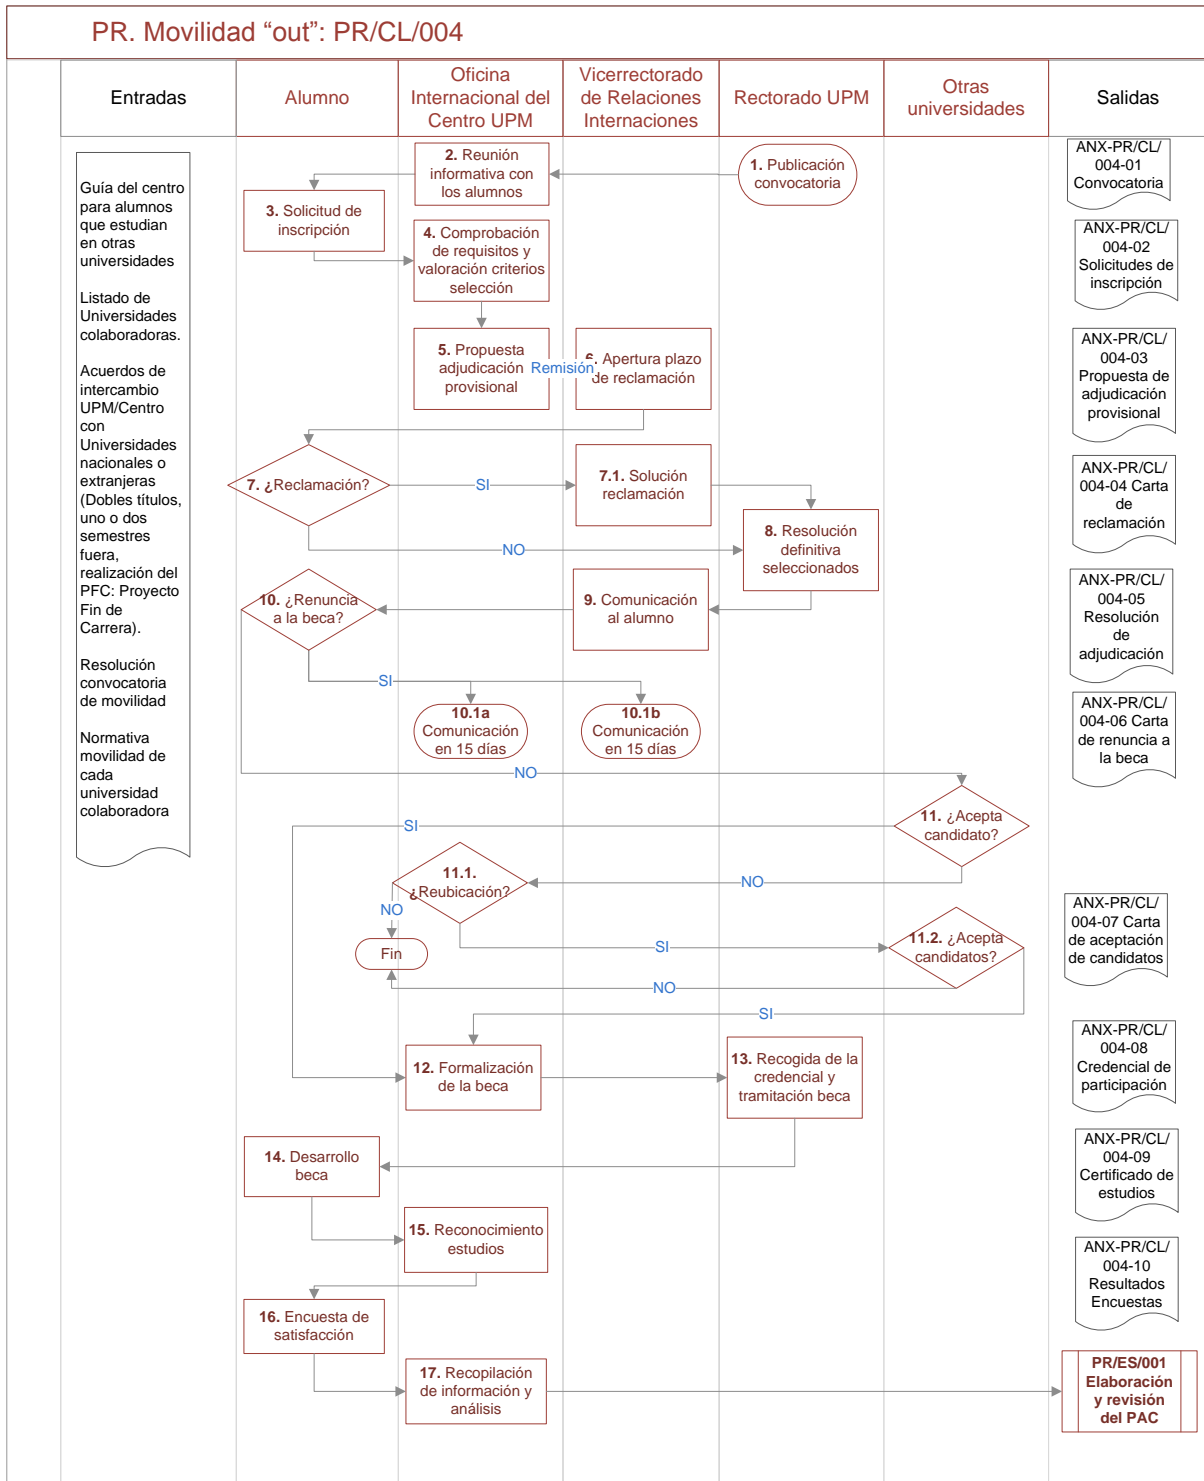 PR. Movilidad “out”: PR/CL/004
Entradas
Alumno
Oficina
Internacional del
Centro UPM
Vicerrectorado
de Relaciones
Internaciones
Rectorado UPM
Otras
universidades
Salidas
Guía del centro
para alumnos
que estudian
en otras
universidades
Listado de
Universidades
colaboradoras.
Acuerdos de
intercambio
UPM/Centro
con
Universidades
nacionales o
extranjeras
(Dobles títulos,
uno o dos
semestres
fuera,
realización del
PFC: Proyecto
Fin de
Carrera).
Resolución
convocatoria
de movilidad
Normativa
movilidad de
cada
universidad
colaboradora
1. Publicación
convocatoria
2. Reunión
informativa con
los alumnos
3. Solicitud de
inscripción
4. Comprobación
de requisitos y
valoración criterios
selección
5. Propuesta
adjudicación
provisional
Remisión
6. Apertura plazo
de reclamación
7. ¿Reclamación?
SI
7.1. Solución
reclamación
NO
8. Resolución
definitiva
seleccionados
9. Comunicación
al alumno
10. ¿Renuncia
a la beca?
SI
10.1a
Comunicación
en 15 días
10.1b
Comunicación
en 15 días
NO
11. ¿Acepta
candidato?
SI
NO
11.1.
¿Reubicación?
NO
Fin
SI
11.2. ¿Acepta
candidatos?
NO
SI
12. Formalización
de la beca
13. Recogida de la
credencial y
tramitación beca
14. Desarrollo
beca
15. Reconocimiento
estudios
16. Encuesta de
satisfacción
17. Recopilación
de información y
análisis
ANX-PR/CL/
004-01
Convocatoria
ANX-PR/CL/
004-02
Solicitudes de
inscripción
ANX-PR/CL/
004-03
Propuesta de
adjudicación
provisional
ANX-PR/CL/
004-04 Carta
de
reclamación
ANX-PR/CL/
004-05
Resolución
de
adjudicación
ANX-PR/CL/
004-06 Carta
de renuncia a
la beca
ANX-PR/CL/
004-07 Carta
de aceptación
de candidatos
ANX-PR/CL/
004-08
Credencial de
participación
ANX-PR/CL/
004-09
Certificado de
estudios
ANX-PR/CL/
004-10
Resultados
Encuestas
PR/ES/001
Elaboración
y revisión
del PAC